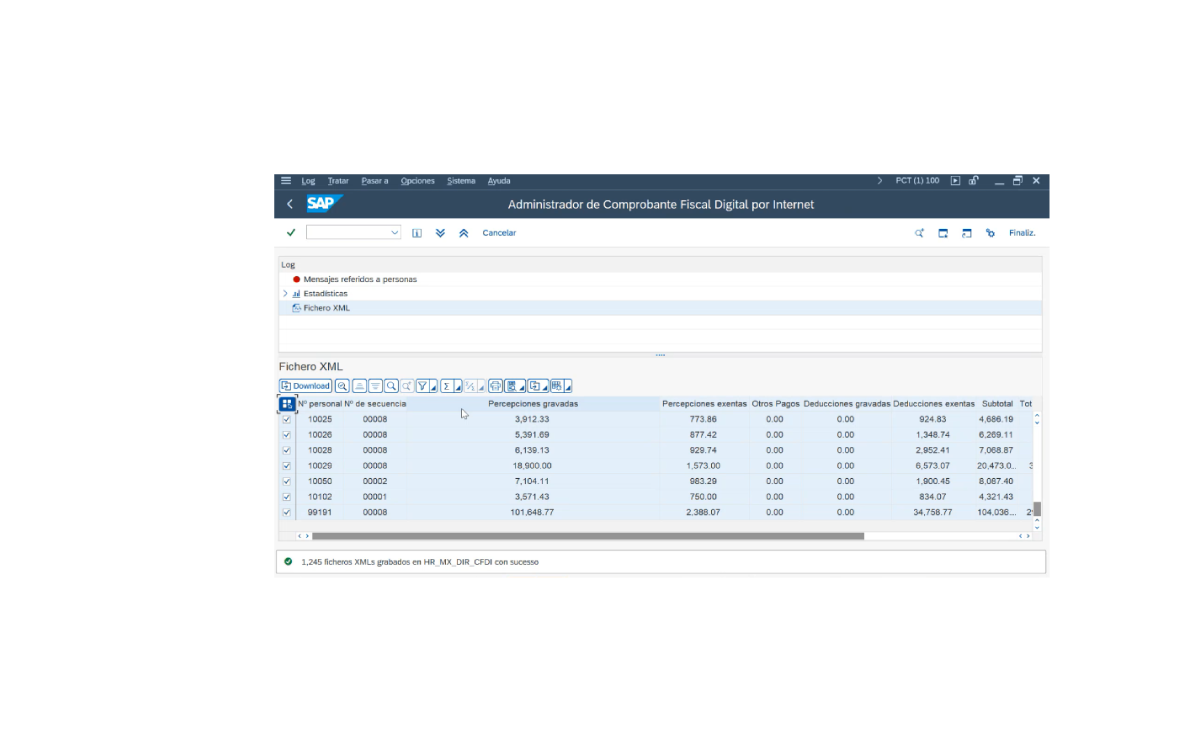 Log Tratar Pasar a Opciones Sistema Ayuda PCT (1) 100
SAP Administrador de Comprobante Fiscal Digital por Internet
Cancelar Finaliz.
Log
Mensajes referidos a personas
Estadísticas
Fichero XML
Fichero XML
Download
Nº personal Nº de secuencia Percepciones gravadas Percepciones exentas Otros Pagos Deducciones gravadas Deducciones exentas Subtotal Tot
10025 00008 3,912.33 773.86 0.00 0.00 924.83 4,686.19
10026 00008 5,391.69 877.42 0.00 0.00 1,348.74 6,269.11
10028 00008 6,139.13 929.74 0.00 0.00 2,952.41 7,068.87
10029 00008 18,900.00 1,573.00 0.00 0.00 6,573.07 20,473.0...
10050 00002 7,104.11 983.29 0.00 0.00 1,900.45 8,087.40
10102 00001 3,571.43 750.00 0.00 0.00 834.07 4,321.43
99191 00008 101,648.77 2,388.07 0.00 0.00 34,758.77 104,036...
1,245 ficheros XMLs grabados en HR_MX_DIR_CFDI con sucesso